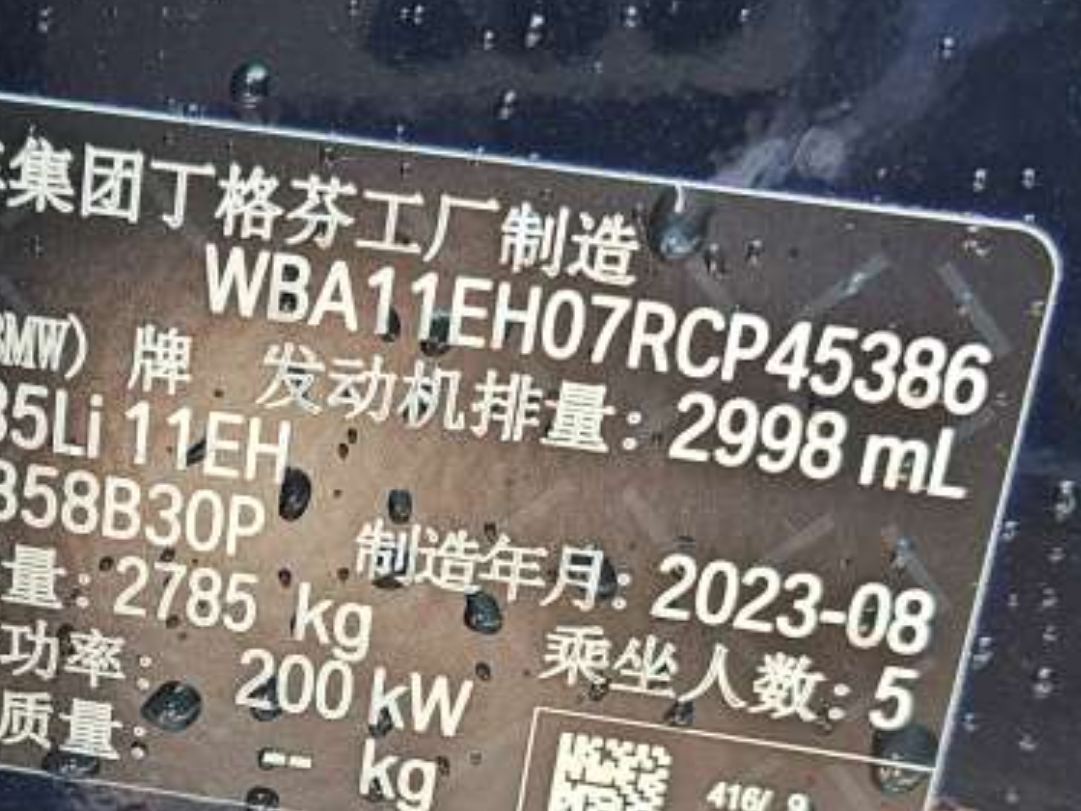 集团丁格芬工厂制造
WBA11EH07RCP45386
BMW) 牌 发动机排量: 2998 mL
35Li 11EH
B58B30P
制造年月: 2023-08
量: 2785 kg
乘坐人数: 5
功率: 200 kW
质量: -- kg